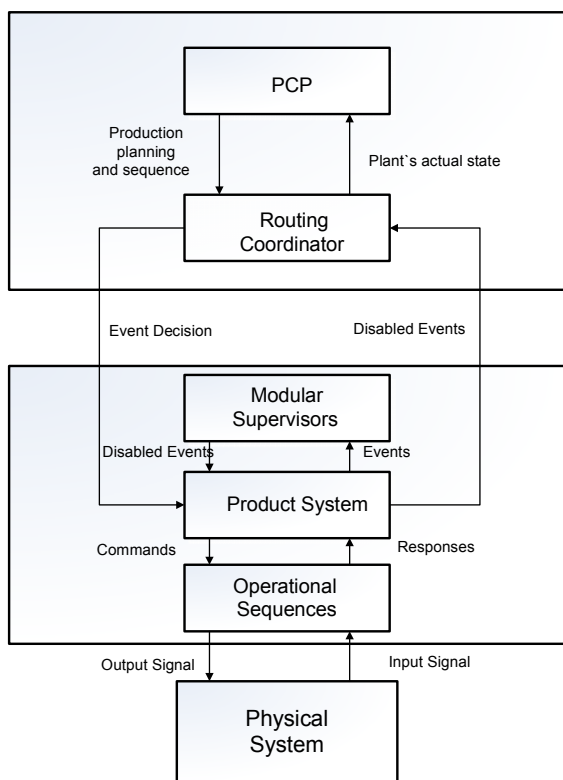 PCP
Production
planning
and sequence
Plant`s actual state
Routing
Coordinator
Event Decision
Disabled Events
Modular
Supervisors
Disabled Events
Events
Product System
Commands
Responses
Operational
Sequences
Output Signal
Input Signal
Physical
System